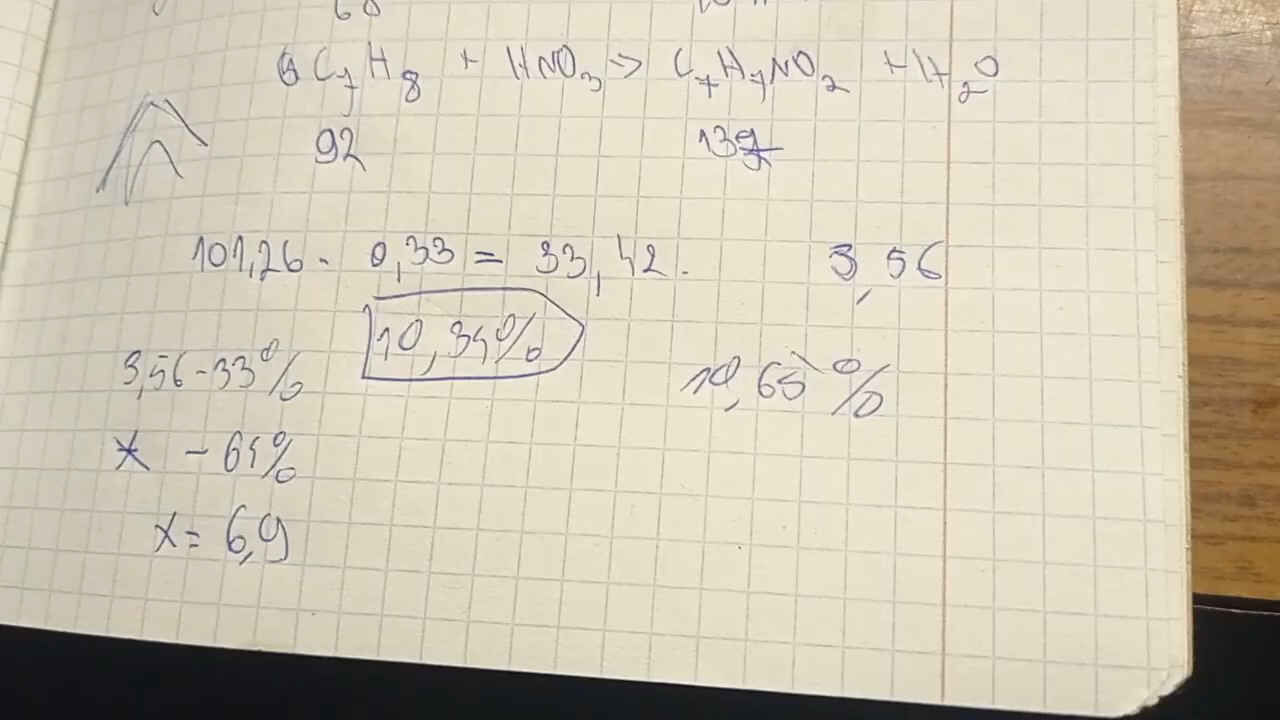 C7H8 + HNO3 => C7H7NO2 + H2O
92 137
101,26 · 0,33 = 33,42. 3,56
10,34%
3,56 - 33% 10,65%
x - 64%
x = 6,9